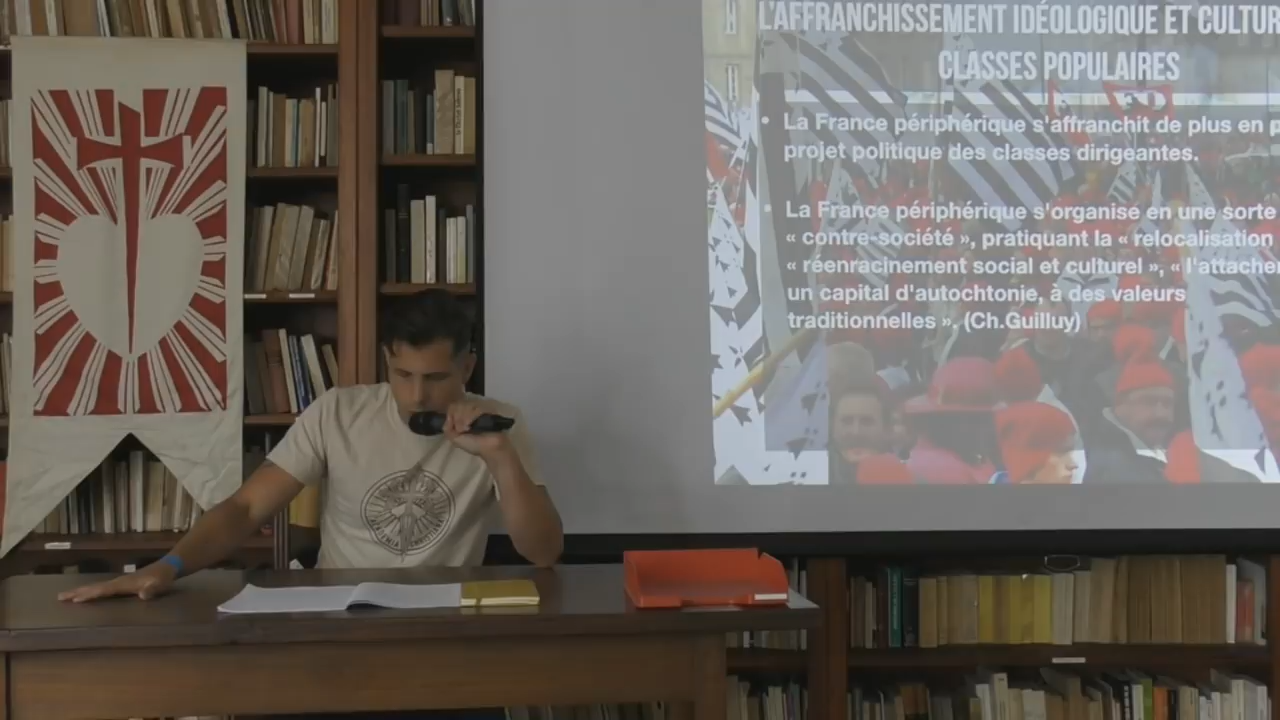 L'AFFRANCHISSEMENT IDÉOLOGIQUE ET CULTUR
CLASSES POPULAIRES
• La France périphérique s'affranchit de plus en p
projet politique des classes dirigeantes.
• La France périphérique s'organise en une sorte
« contre-société », pratiquant la « relocalisation
« réenracinement social et culturel », « l'attachem
un capital d'autochtonie, à des valeurs
traditionnelles ». (Ch.Guilluy)